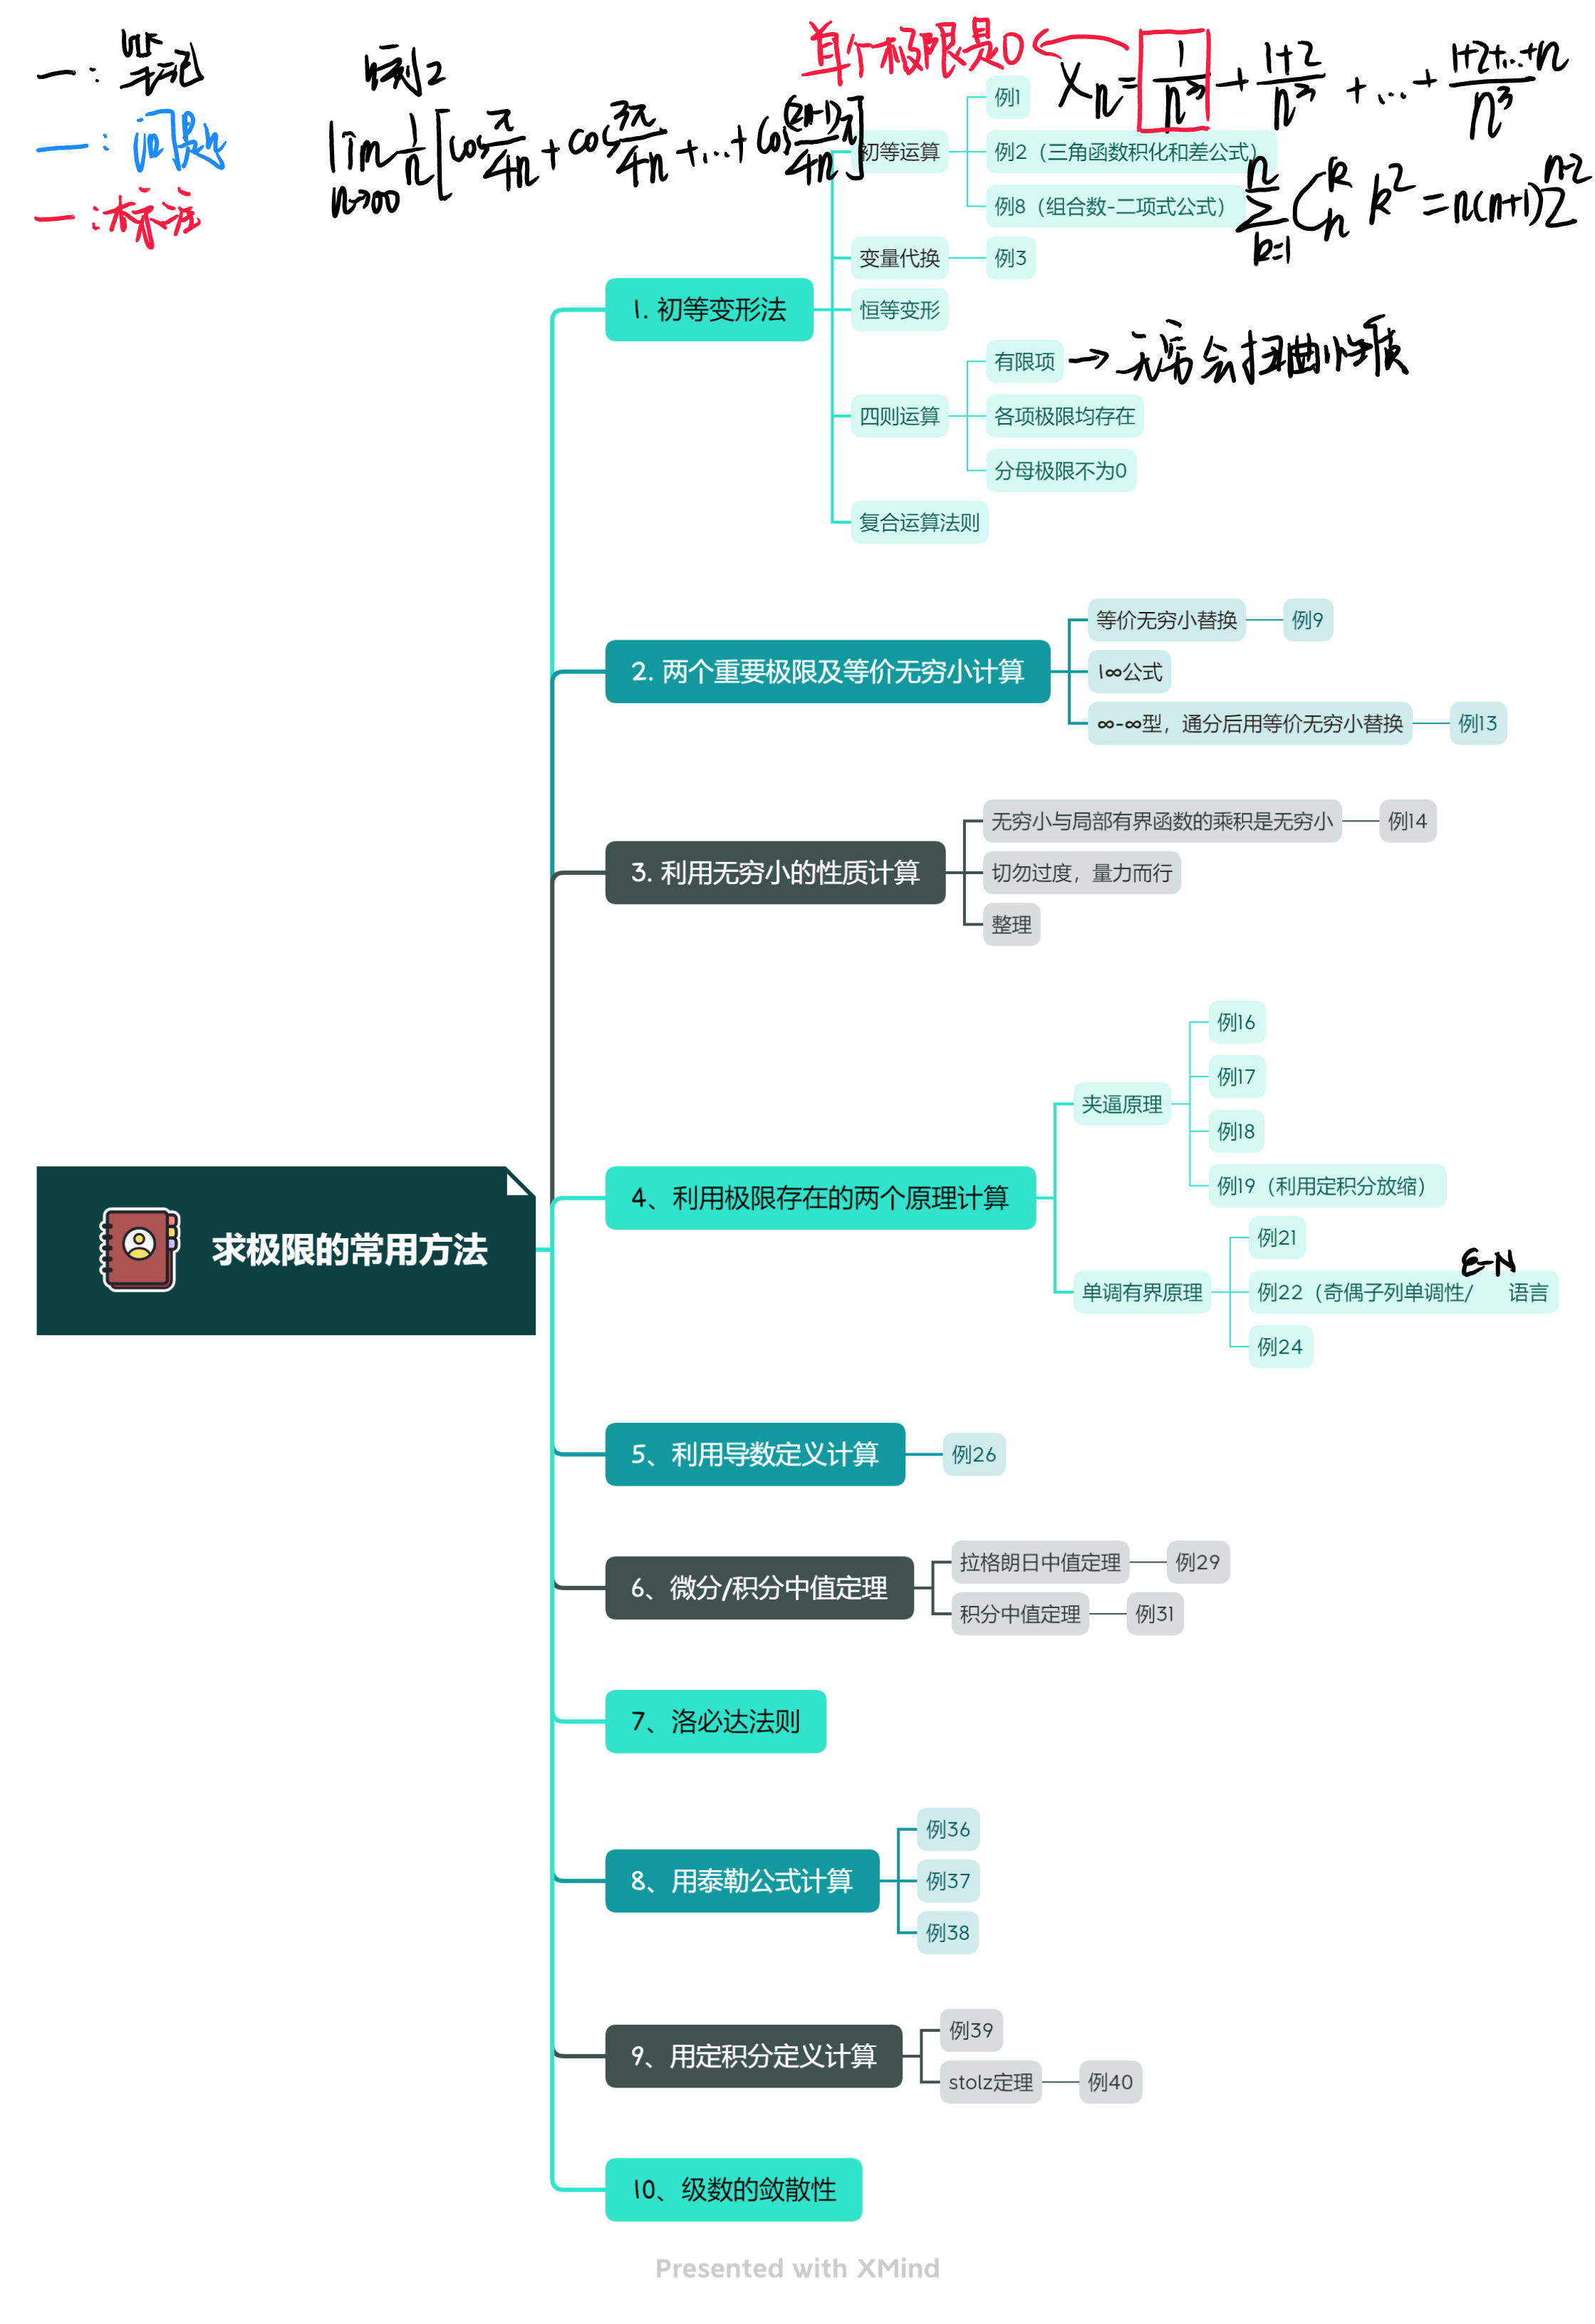 一：笔记
一：问题
一：标注
例2
lim n→∞ 1/n [cos π/4n + cos 3π/4n + ... + cos (2n-1)π/4n]
单个极限是0
Xn = 1/n³ + 1+2/n³ + ... + 1+2+...+n/n³
初等运算
例1
例2（三角函数积化和差公式）
例8（组合数-二项式公式）
∑ k=1 n C_n^k k² = n(n+1)2^(n-2)
变量代换
例3
1. 初等变形法
恒等变形
四则运算
有限项
→ 无穷会扭曲性质
各项极限均存在
分母极限不为0
复合运算法则
2. 两个重要极限及等价无穷小计算
等价无穷小替换
例9
1∞公式
∞-∞型，通分后用等价无穷小替换
例13
3. 利用无穷小的性质计算
无穷小与局部有界函数的乘积是无穷小
例14
切勿过度，量力而行
整理
求极限的常用方法
4、利用极限存在的两个原理计算
夹逼原理
例16
例17
例18
例19（利用定积分放缩）
单调有界原理
例21
例22（奇偶子列单调性/ ε-N 语言
例24
5、利用导数定义计算
例26
6、微分/积分中值定理
拉格朗日中值定理
例29
积分中值定理
例31
7、洛必达法则
8、用泰勒公式计算
例36
例37
例38
9、用定积分定义计算
例39
stolz定理
例40
10、级数的敛散性
Presented with XMind